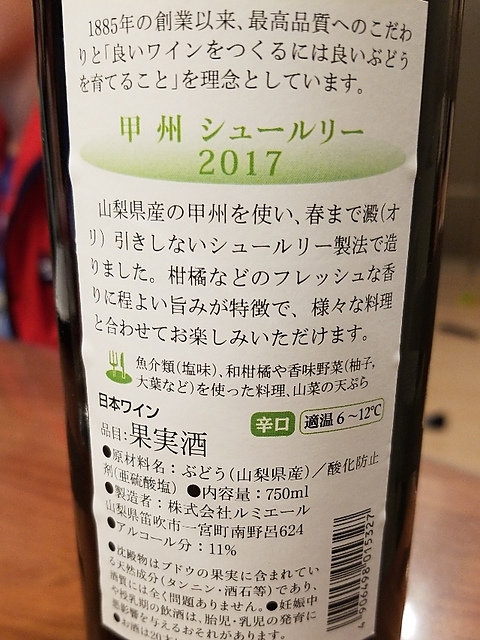 1885年の創業以来、最高品質へのこだわ
りと「良いワインをつくるには良いぶどう
を育てること」を理念としています。
甲州 シュールリー
2017
山梨県産の甲州を使い、春まで澱(オ
リ）引きしないシュールリー製法で造
りました。柑橘などのフレッシュな香
りに程よい旨みが特徴で、様々な料理
と合わせてお楽しみいただけます。
魚介類(塩味)、和柑橘や香味野菜(柚子,
大葉など)を使った料理、山菜の天ぷら
日本ワイン
辛口 適温 6～12℃
品目:果実酒
●原材料名：ぶどう(山梨県産)／酸化防止
剤(亜硫酸塩) ●内容量：750ml
●製造者：株式会社ルミエール
山梨県笛吹市一宮町南野呂624
●アルコール分：11%
●沈殿物はブドウの果実に含まれてい
る天然成分(タンニン・酒石等)であり、
酒質には全く問題ありません。●妊娠中
や授乳期の飲酒は、胎児・乳児の発育に
悪影響を与えるおそれがあります。
●お酒は20才
4 906498 015327